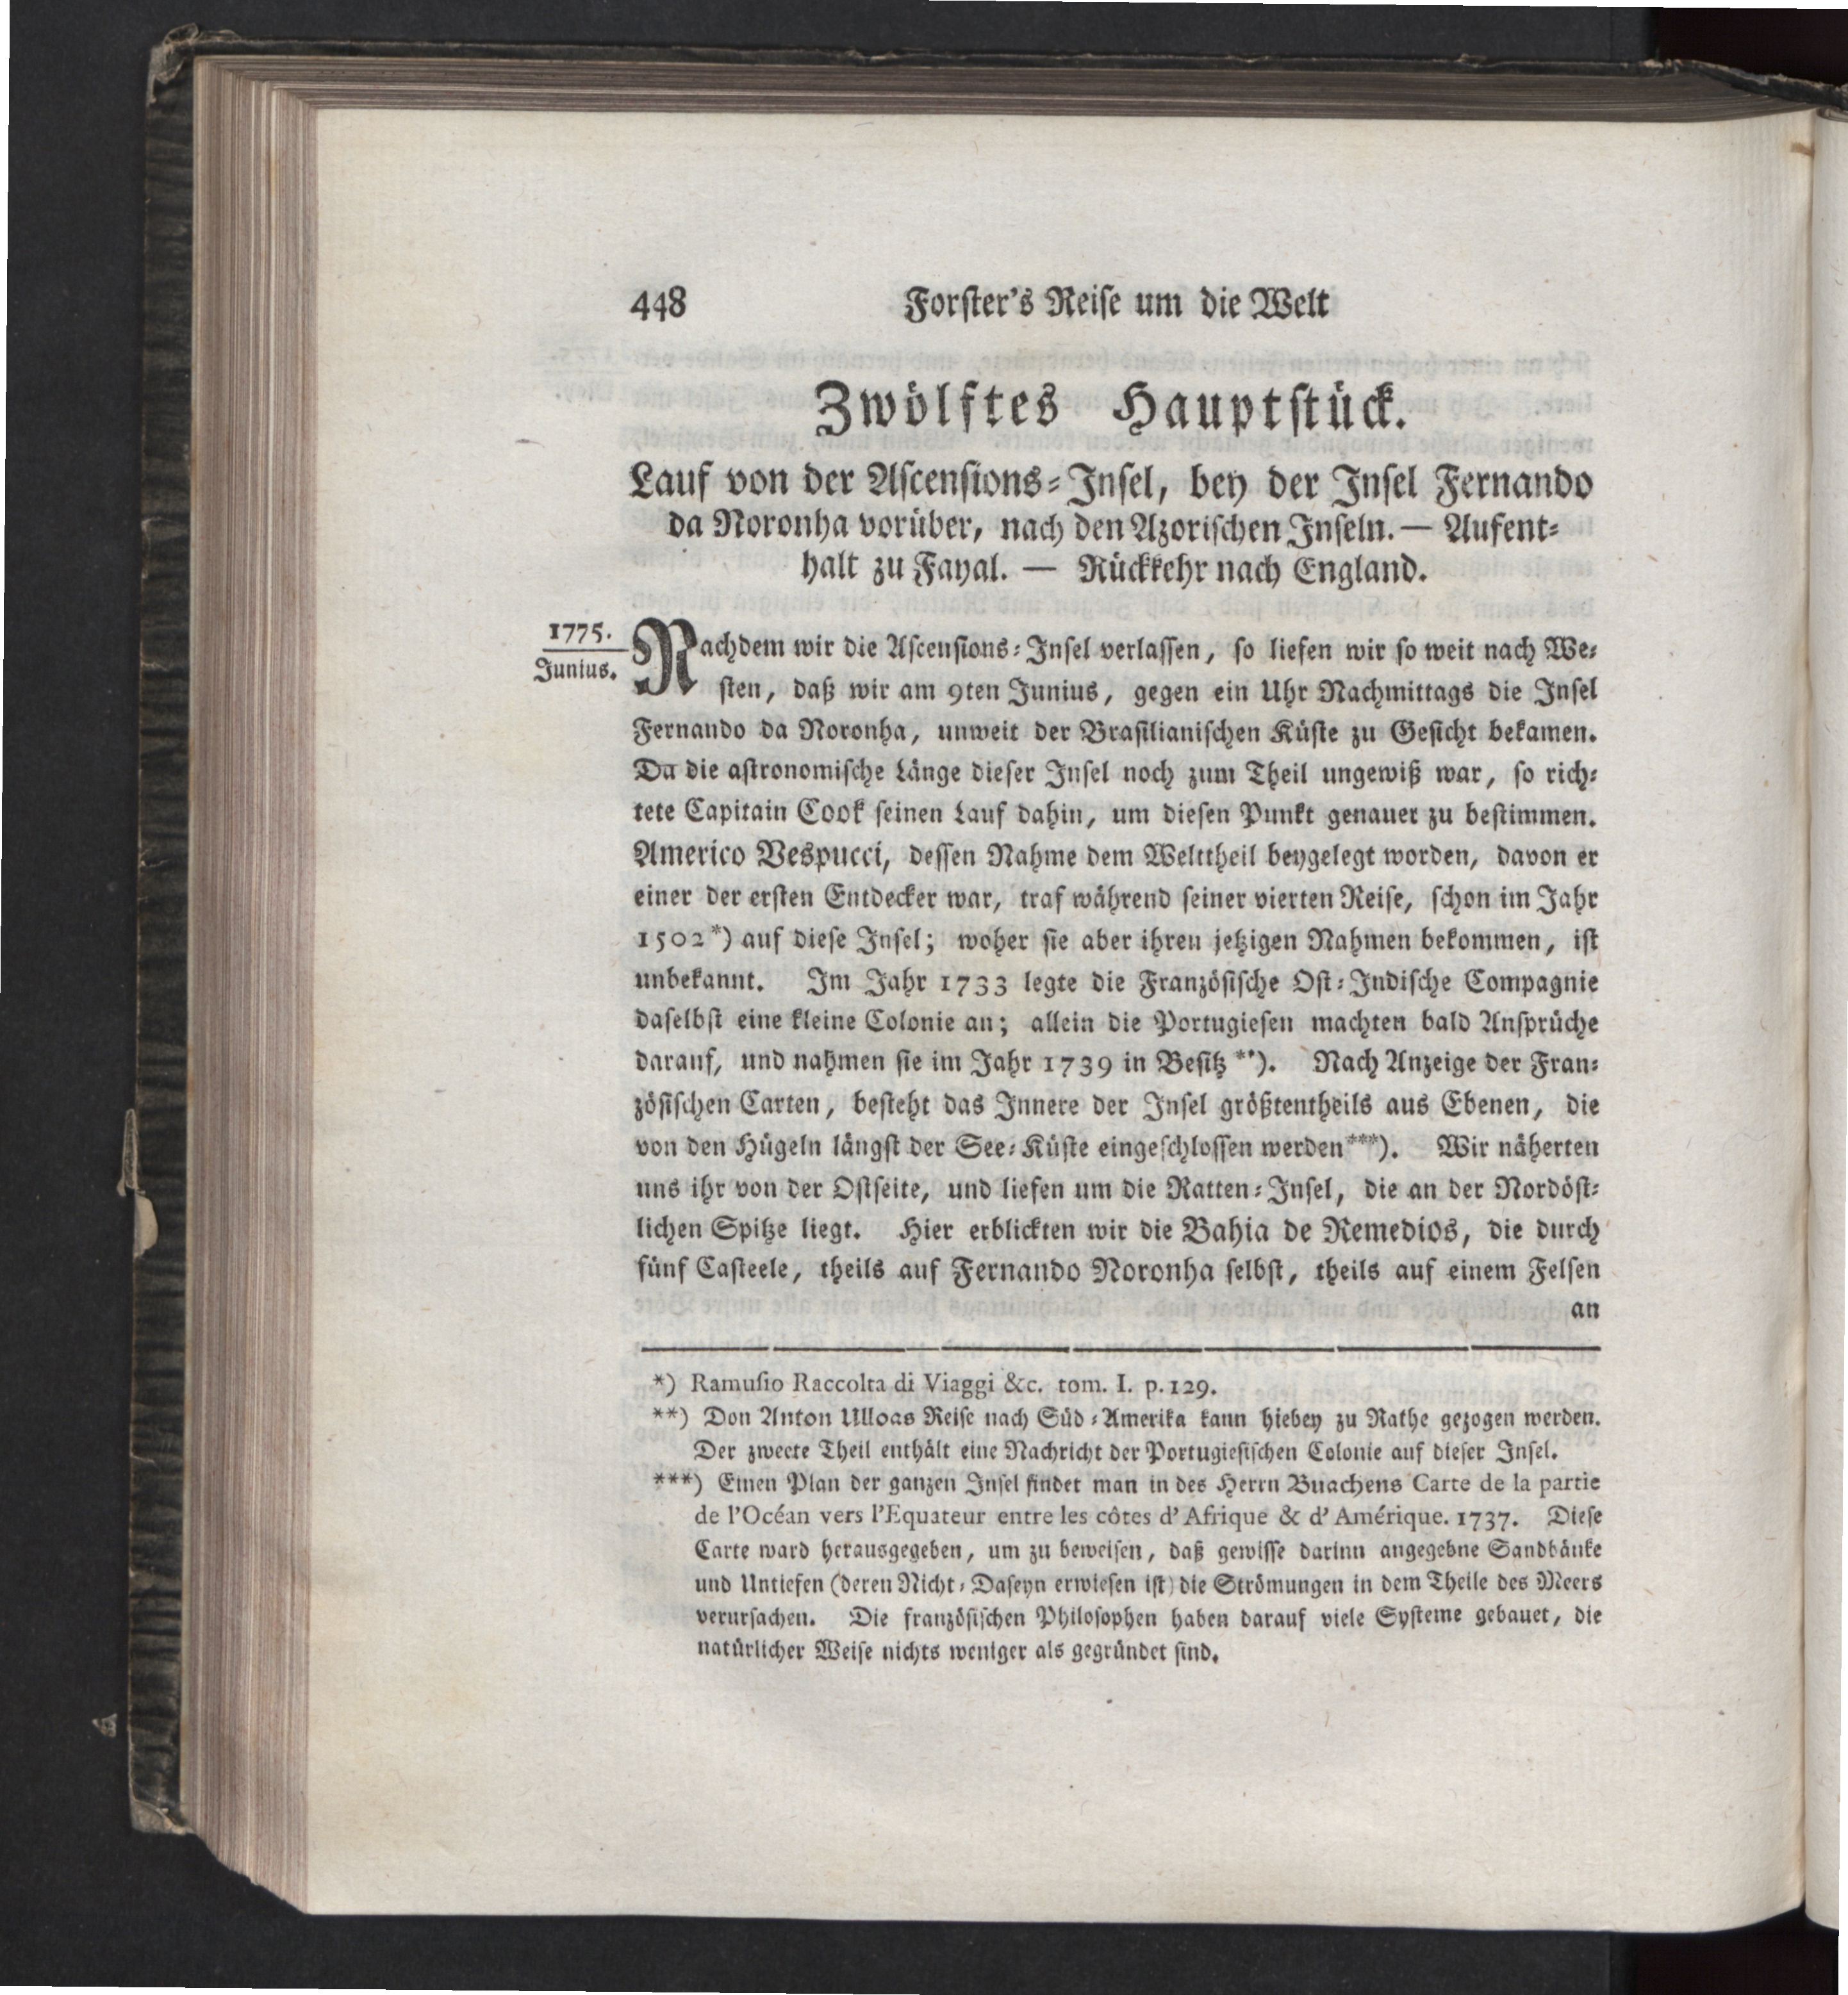 448 Forster's Reise um die Welt
Zwölftes Hauptstück.
Lauf von der Ascensions-Insel, bey der Insel Fernando
da Noronha vorüber, nach den Azorischen Inseln. — Aufent-
halt zu Fayal. — Rückkehr nach England.
1775.
Junius.
Nachdem wir die Ascensions-Insel verlassen, so liefen wir so weit nach We-
sten, daß wir am 9ten Junius, gegen ein Uhr Nachmittags die Insel
Fernando da Noronha, unweit der Brasilianischen Küste zu Gesicht bekamen.
Da die astronomische Länge dieser Insel noch zum Theil ungewiß war, so rich-
tete Capitain Cook seinen Lauf dahin, um diesen Punkt genauer zu bestimmen.
Americo Vespucci, dessen Nahme dem Welttheil beygelegt worden, davon er
einer der ersten Entdecker war, traf während seiner vierten Reise, schon im Jahr
1502*) auf diese Insel; woher sie aber ihren jetzigen Nahmen bekommen, ist
unbekannt. Im Jahr 1733 legte die Französische Ost-Indische Compagnie
daselbst eine kleine Colonie an; allein die Portugiesen machten bald Ansprüche
darauf, und nahmen sie im Jahr 1739 in Besitz **). Nach Anzeige der Fran-
zösischen Carten, besteht das Innere der Insel größtentheils aus Ebenen, die
von den Hügeln längst der See-Küste eingeschlossen werden***). Wir näherten
uns ihr von der Ostseite, und liefen um die Ratten-Insel, die an der Nordöst-
lichen Spitze liegt. Hier erblickten wir die Bahia de Remedios, die durch
fünf Casteele, theils auf Fernando Noronha selbst, theils auf einem Felsen
an
*) Ramusio Raccolta di Viaggi &c. tom. I. p. 129.
**) Don Anton Ulloas Reise nach Süd-Amerika kann hiebey zu Rathe gezogen werden.
Der zweete Theil enthält eine Nachricht der Portugiesischen Colonie auf dieser Insel.
***) Einen Plan der ganzen Insel findet man in des Herrn Buachens Carte de la partie
de l'Océan vers l'Equateur entre les côtes d'Afrique & d'Amérique. 1737. Diese
Carte ward herausgegeben, um zu beweisen, daß gewisse darinn angegebne Sandbänke
und Untiefen (deren Nicht-Daseyn erwiesen ist) die Strömungen in dem Theile des Meers
verursachen. Die französischen Philosophen haben darauf viele Systeme gebauet, die
natürlicher Weise nichts weniger als gegründet sind.